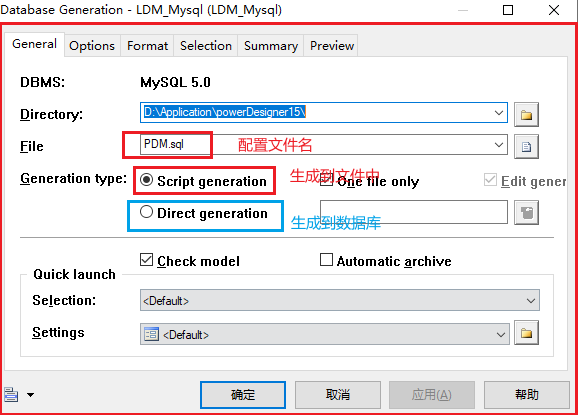 Database Generation - LDM_Mysql (LDM_Mysql)
General Options Format Selection Summary Preview
DBMS: MySQL 5.0
Directory: D:\Application\powerDesigner15\
File PDM.sql 配置文件名
Generation type: Script generation 生成到文件中 One file only Edit gener
Direct generation 生成到数据库
Check model Automatic archive
Quick launch
Selection: <Default>
Settings <Default>
确定 取消 应用(A) 帮助